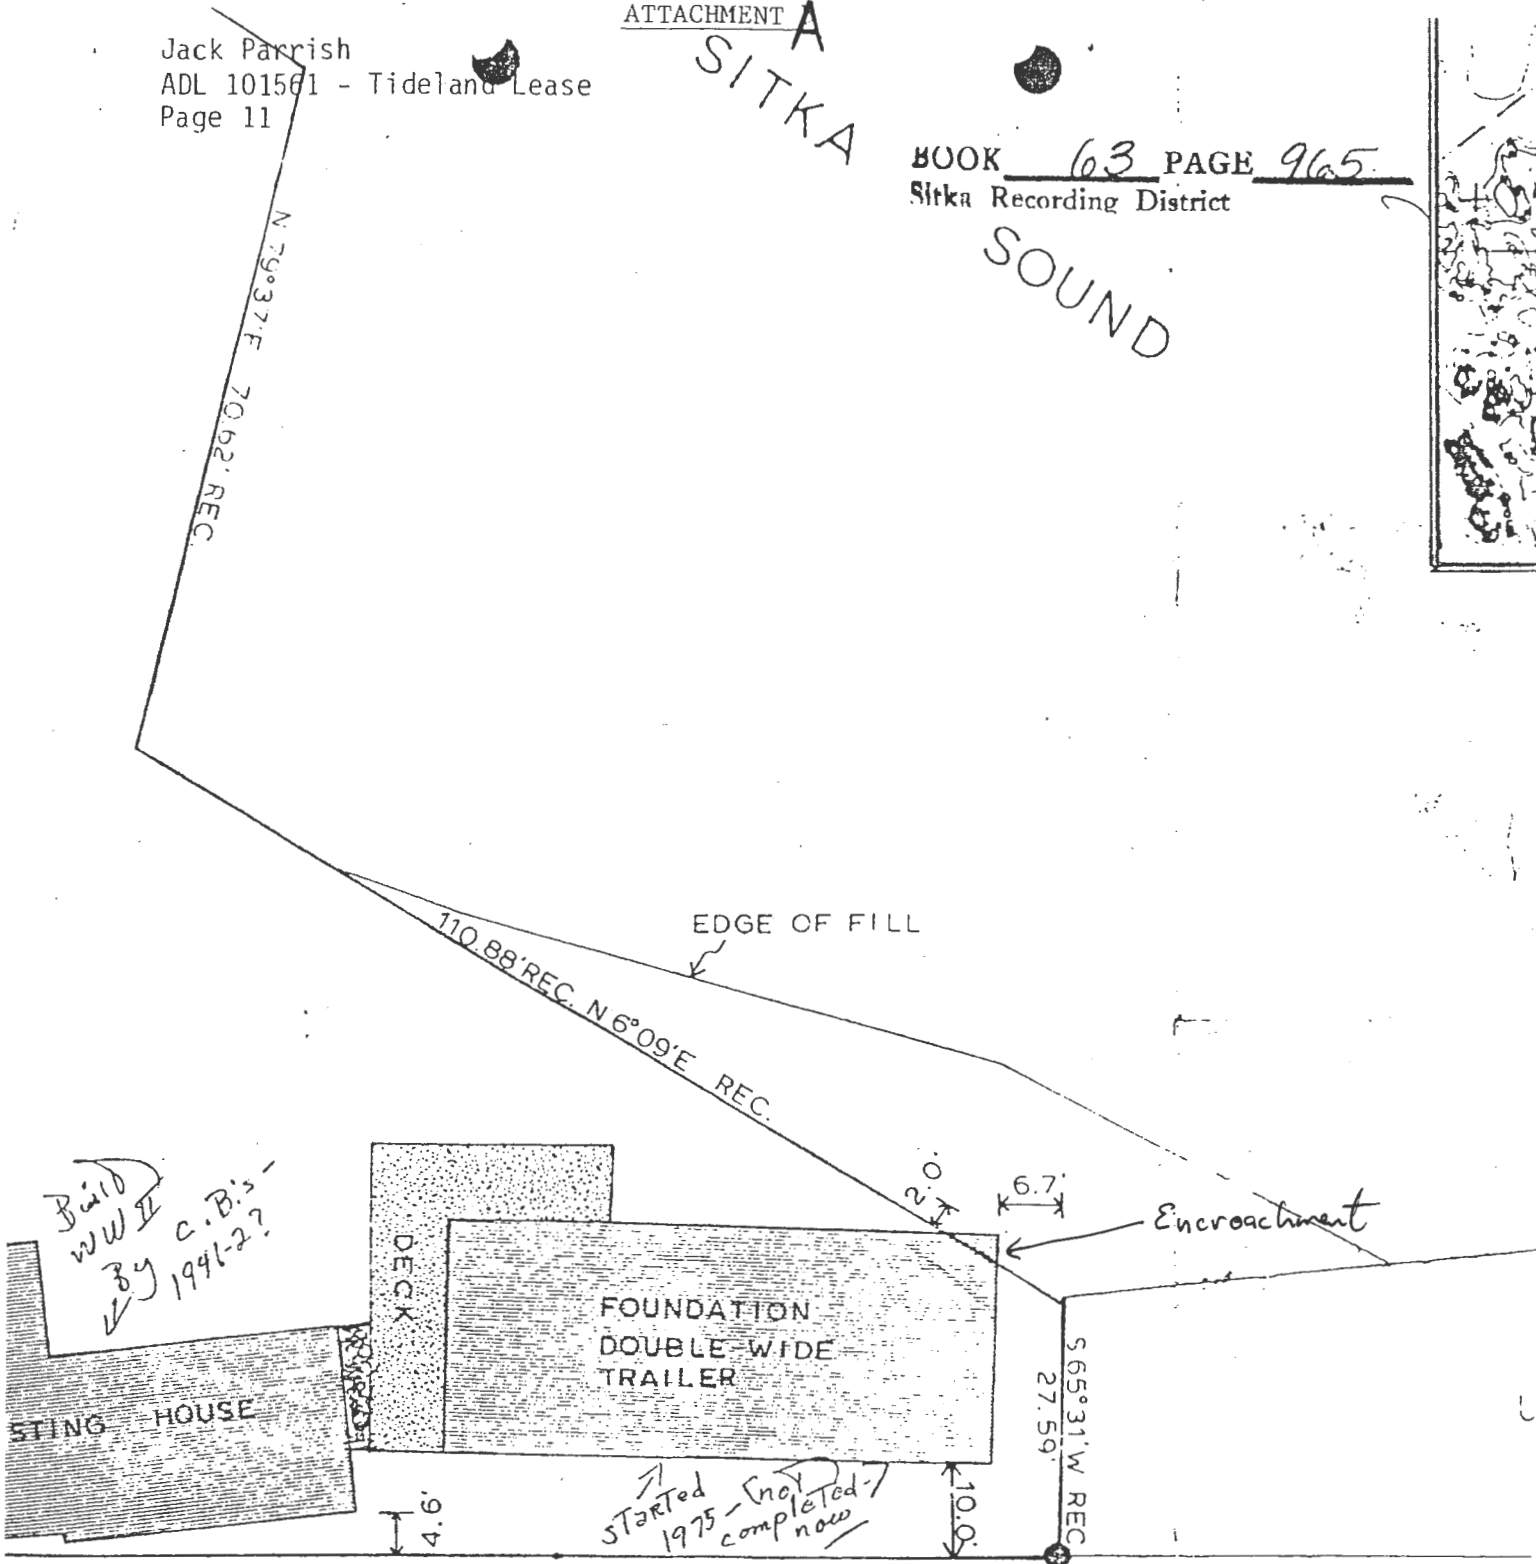 ATTACHMENT A
Jack Parrish
ADL 101561 - Tideland Lease
Page 11
SITKA
SOUND
BOOK 63 PAGE 965
Sitka Recording District
N 79°37'E 70.62' REC.
EDGE OF FILL
110.88' REC. N 6°09'E REC.
2.0'
6.7'
Encroachment
Build
WW II
By C.B.'s-
1941-2?
DECK
FOUNDATION
DOUBLE-WIDE
TRAILER
STING HOUSE
S 65°31'W REC
27.59'
4.6'
10.0'
started
1975 - (not
completed-)
now